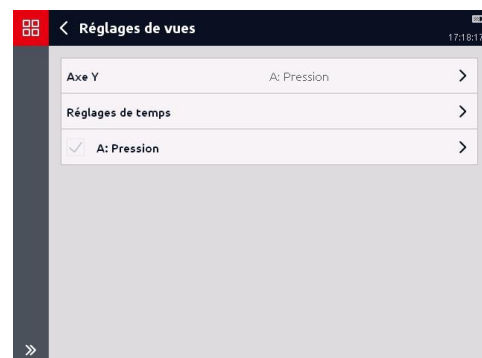 Réglages de vues
17:18:17
Axe Y A: Pression
Réglages de temps
A: Pression